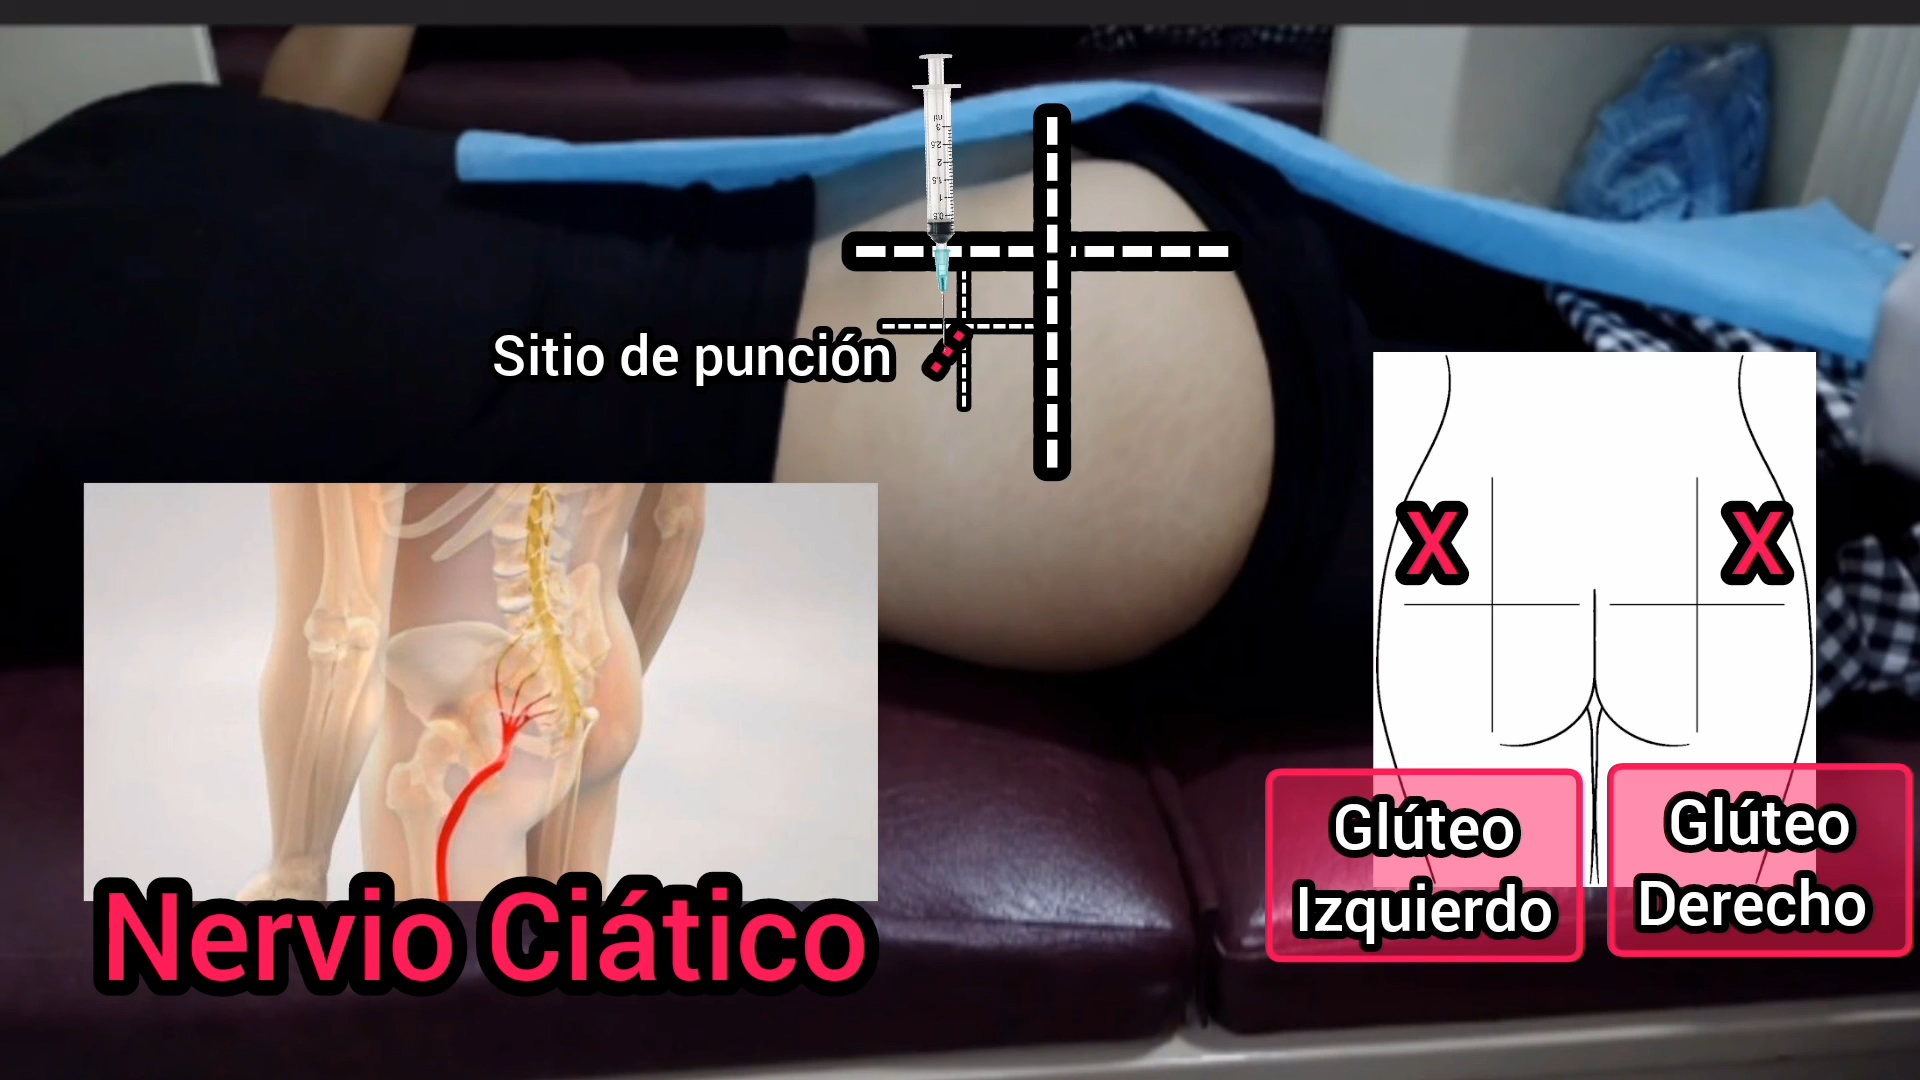 Sitio de punción
X
X
Glúteo
Izquierdo
Glúteo
Derecho
Nervio Ciático